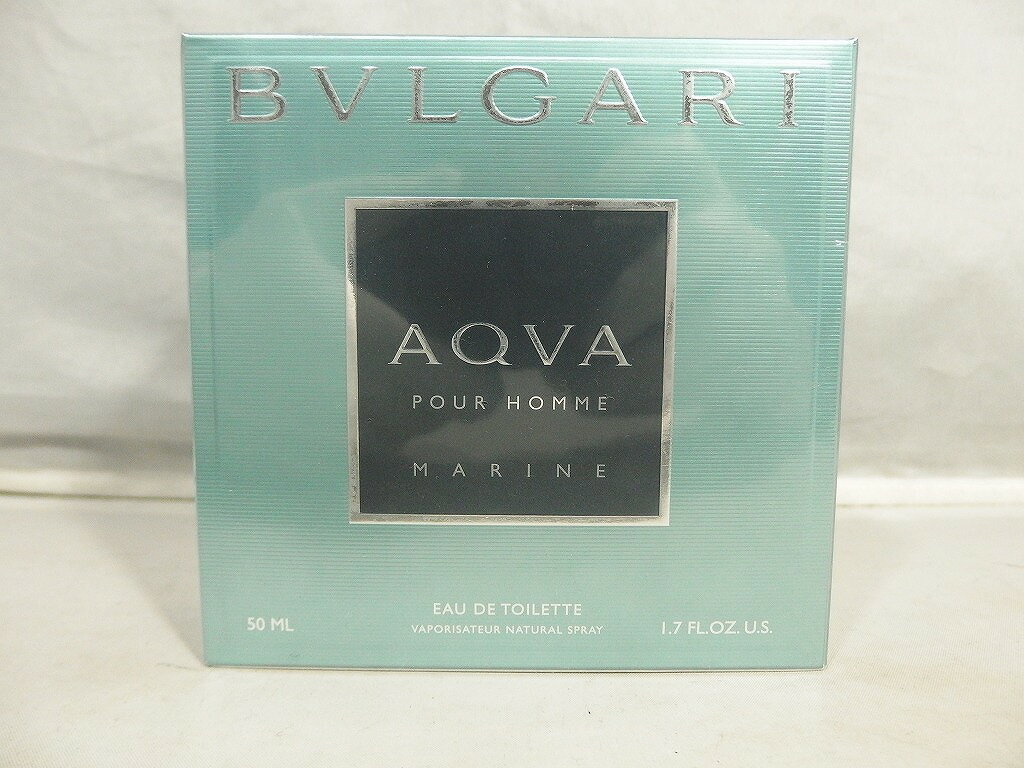 BVLGARI
AQVA
POUR HOMME
MARINE
EAU DE TOILETTE
50 ML VAPORISATEUR NATURAL SPRAY 1.7 FL.OZ. U.S.